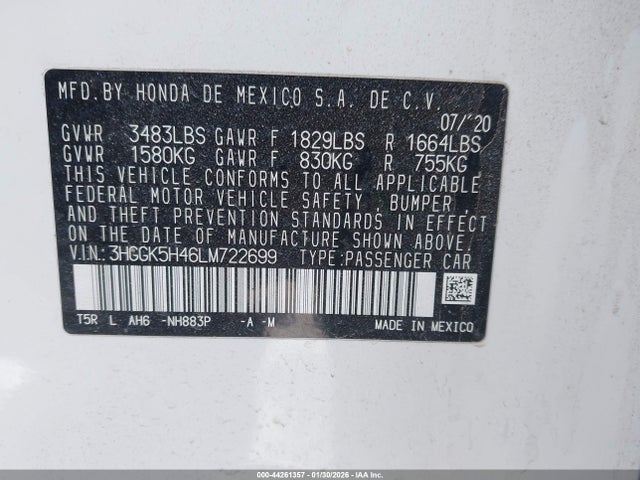 MFD. BY HONDA DE MEXICO S.A. DE C.V.
07/'20
GVWR 3483LBS GAWR F 1829LBS R 1664LBS
GVWR 1580KG GAWR F 830KG R 755KG
THIS VEHICLE CONFORMS TO ALL APPLICABLE
FEDERAL MOTOR VEHICLE SAFETY, BUMPER,
AND THEFT PREVENTION STANDARDS IN EFFECT
ON THE DATE OF MANUFACTURE SHOWN ABOVE.
V.I.N: 3HGGK5H46LM722699 TYPE:PASSENGER CAR
T5R L AH6 -NH883P -A -M MADE IN MEXICO
000-44261357 - 01/30/2026 - IAA Inc.